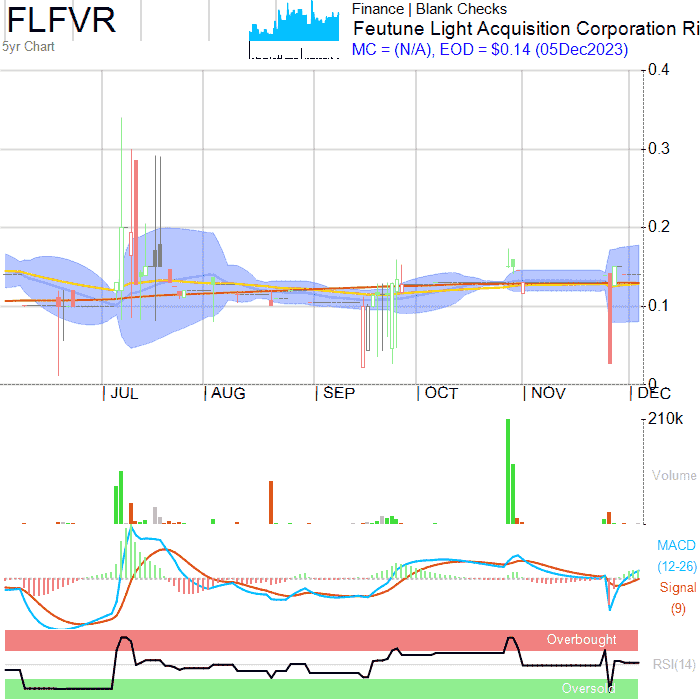 FLFVR
5yr Chart
Finance | Blank Checks
Feutune Light Acquisition Corporation Ri
MC = (N/A), EOD = $0.14 (05Dec2023)
0.4
0.3
0.2
0.1
0
JUL AUG SEP OCT NOV DEC
210k
Volume
MACD
(12-26)
Signal
(9)
Overbought
RSI(14)
Oversold